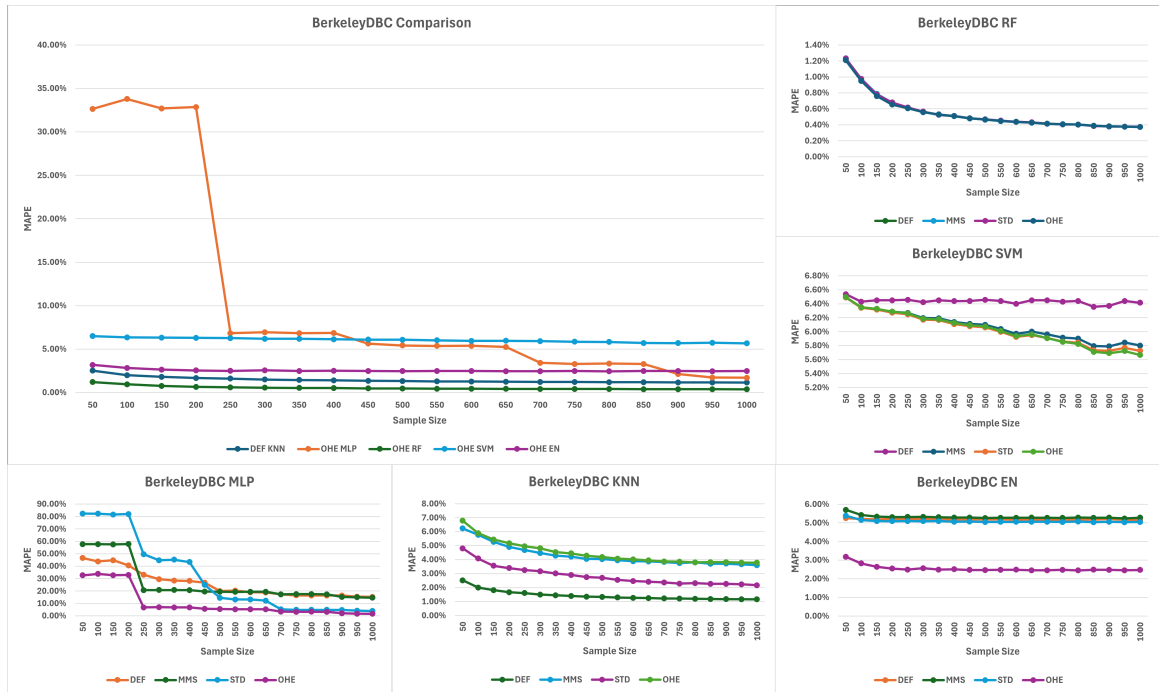 BerkeleyDBC Comparison
40.00%
35.00%
30.00%
25.00%
20.00%
15.00%
10.00%
5.00%
0.00%
MAPE
50 100 150 200 250 300 350 400 450 500 550 600 650 700 750 800 850 900 950 1000
Sample Size
DEF KNN OHE MLP OHE RF OHE SVM OHE EN
BerkeleyDBC RF
1.40%
1.20%
1.00%
0.80%
0.60%
0.40%
0.20%
0.00%
MAPE
50 100 150 200 250 300 350 400 450 500 550 600 650 700 750 800 850 900 950 1000
Sample Size
DEF MMS STD OHE
BerkeleyDBC SVM
6.80%
6.60%
6.40%
6.20%
6.00%
5.80%
5.60%
5.40%
5.20%
MAPE
50 100 150 200 250 300 350 400 450 500 550 600 650 700 750 800 850 900 950 1000
Sample Size
DEF MMS STD OHE
BerkeleyDBC MLP
90.00%
80.00%
70.00%
60.00%
50.00%
40.00%
30.00%
20.00%
10.00%
0.00%
MAPE
50 100 150 200 250 300 350 400 450 500 550 600 650 700 750 800 850 900 950 1000
Sample Size
DEF MMS STD OHE
BerkeleyDBC KNN
8.00%
7.00%
6.00%
5.00%
4.00%
3.00%
2.00%
1.00%
0.00%
MAPE
50 100 150 200 250 300 350 400 450 500 550 600 650 700 750 800 850 900 950 1000
Sample Size
DEF MMS STD OHE
BerkeleyDBC EN
6.00%
5.00%
4.00%
3.00%
2.00%
1.00%
0.00%
MAPE
50 100 150 200 250 300 350 400 450 500 550 600 650 700 750 800 850 900 950 1000
Sample Size
DEF MMS STD OHE